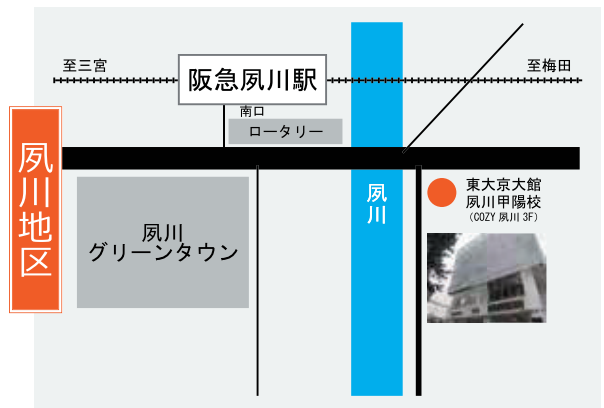 至三宮
阪急夙川駅
至梅田
南口
ロータリー
夙川地区
夙川
グリーンタウン
夙川
東大京大館
夙川甲陽校
(COZY 夙川 3F)